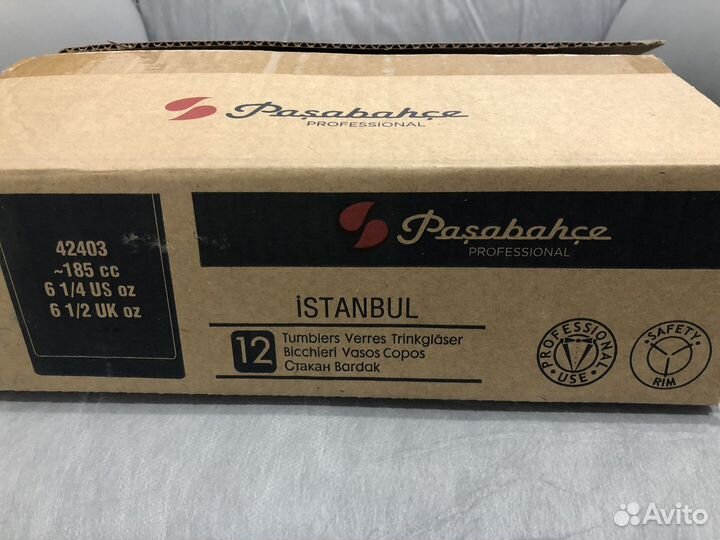 Paşabahçe
PROFESSIONAL
Paşabahçe
PROFESSIONAL
42403
~185 cc
6 1/4 US oz
6 1/2 UK oz
İSTANBUL
12
Tumblers Verres Trinkgläser
Bicchieri Vasos Copos
Стакан Bardak
PROFESSIONAL
USE
SAFETY
RIM
Avito